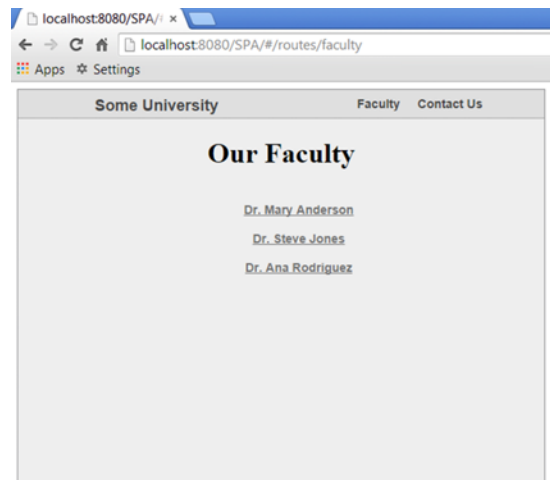 localhost:8080/SPA/
localhost:8080/SPA/#/routes/faculty
Apps Settings
Some University Faculty Contact Us
Our Faculty
Dr. Mary Anderson
Dr. Steve Jones
Dr. Ana Rodriguez